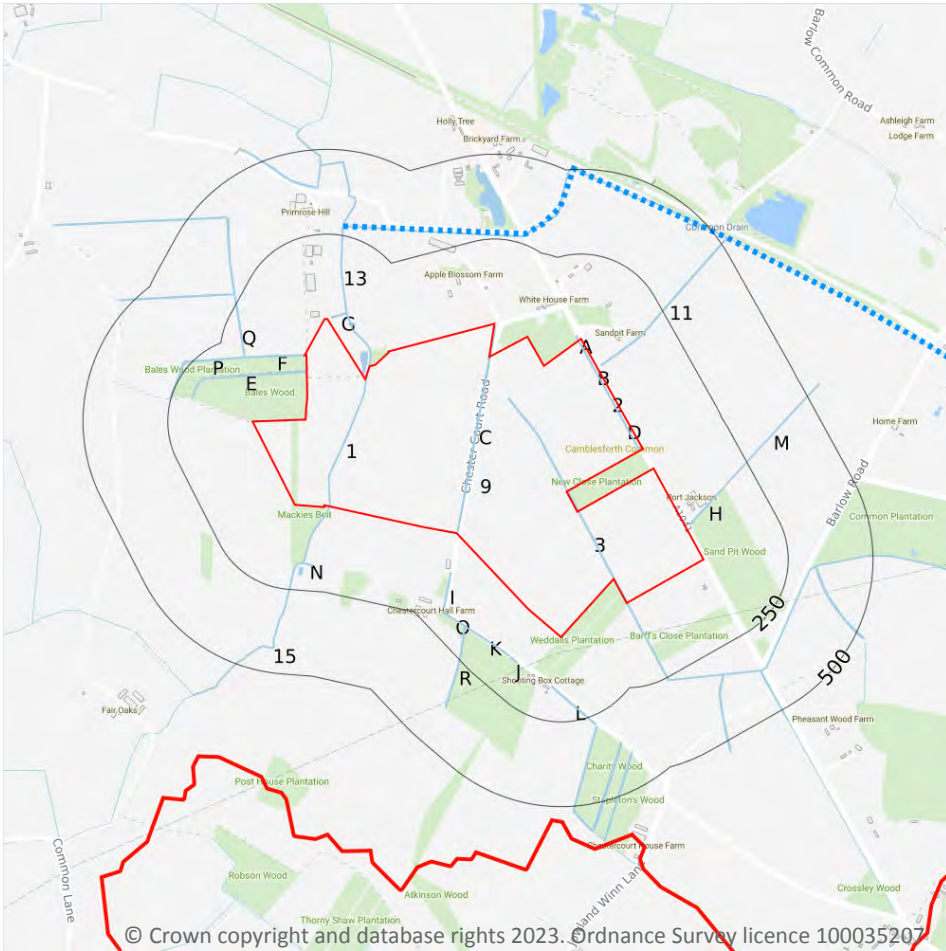 Barlow
Common Road
Holly Tree
Brickyard Farm
Ashleigh Farm
Lodge Farm
Primrose Hill
Common Drain
13
Apple Blossom Farm
White House Farm
11
G
Sandpit Farm
Q
A
P
F
Bales Wood Plantation
E
Bales Wood
B
2
Home Farm
D
C
M
1
Camblesforth Common
Chester Court Road
9
New Close Plantation
Port Jackson
A1041
H
Barlow Road
Mackies Belt
Common Plantation
3
Sand Pit Wood
N
I
Chestercourt Hall Farm
250
O
Weddalls Plantation
Barff's Close Plantation
K
15
500
R
J
Shooting Box Cottage
Fair Oaks
L
Pheasant Wood Farm
Charity Wood
Post House Plantation
Stapleton's Wood
Chestercourt House Farm
Common Lane
Robson Wood
Atkinson Wood
Crossley Wood
Thorny Shaw Plantation
land Winn Lane
© Crown copyright and database rights 2023. Ordnance Survey licence 100035207